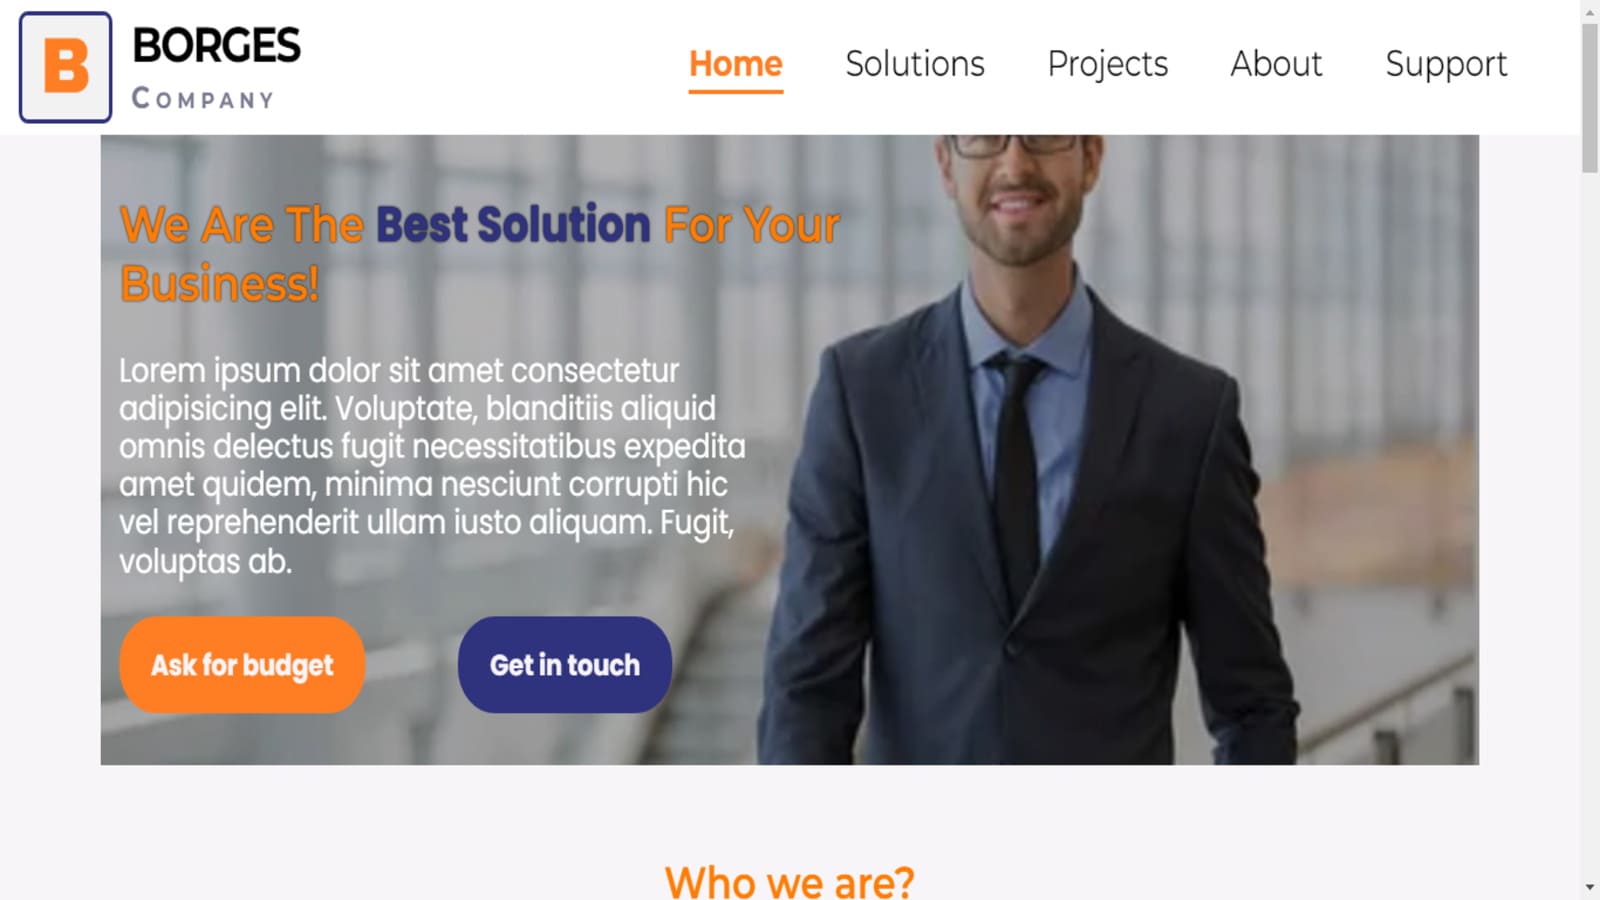 B
BORGES
COMPANY
Home Solutions Projects About Support
We Are The Best Solution For Your
Business!
Lorem ipsum dolor sit amet consectetur
adipisicing elit. Voluptate, blanditiis aliquid
omnis delectus fugit necessitatibus expedita
amet quidem, minima nesciunt corrupti hic
vel reprehenderit ullam iusto aliquam. Fugit,
voluptas ab.
Ask for budget Get in touch
Who we are?